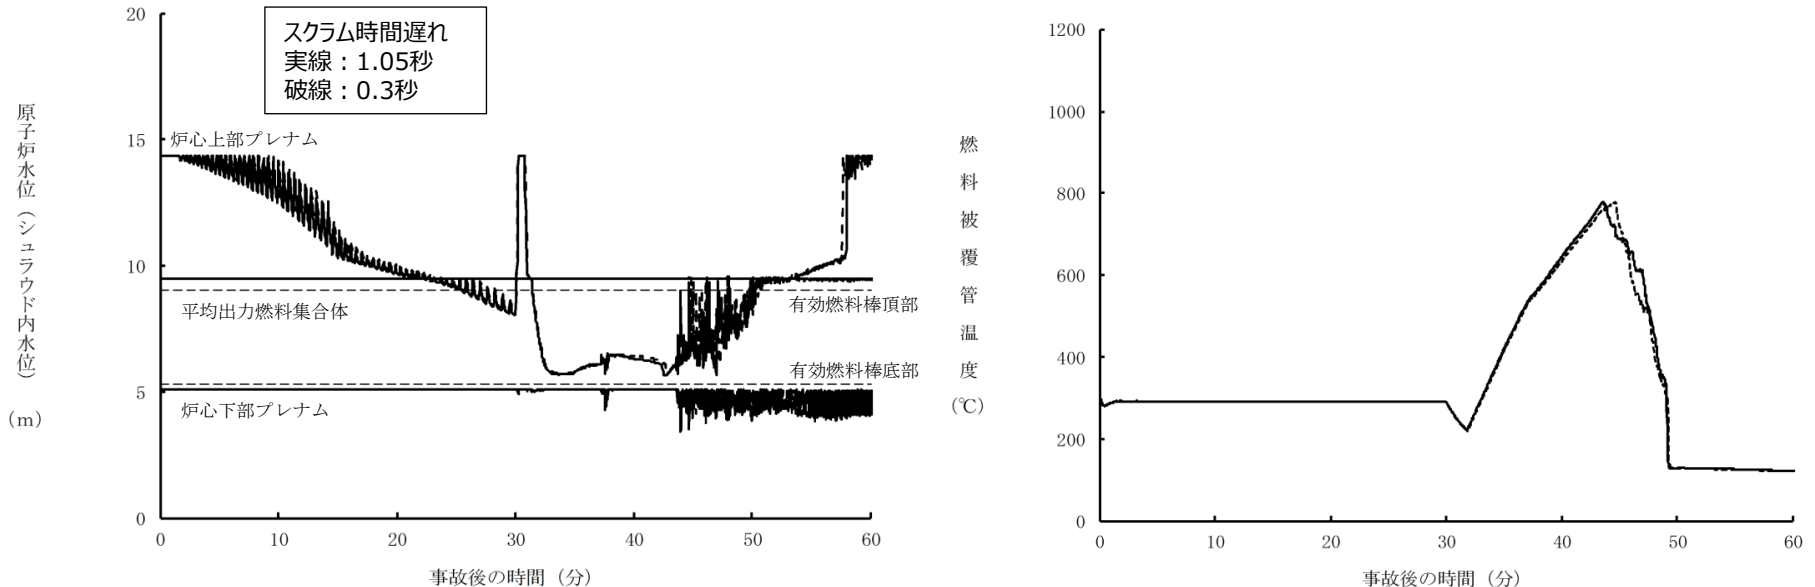 スクラム時間遅れ
実線：1.05秒
破線：0.3秒
原子炉水位（シュラウド内水位）
（m）
20
15
10
5
0
炉心上部プレナム
平均出力燃料集合体
有効燃料棒頂部
有効燃料棒底部
炉心下部プレナム
0 10 20 30 40 50 60
事故後の時間（分）
燃料被覆管温度
（℃）
1200
1000
800
600
400
200
0
0 10 20 30 40 50 60
事故後の時間（分）